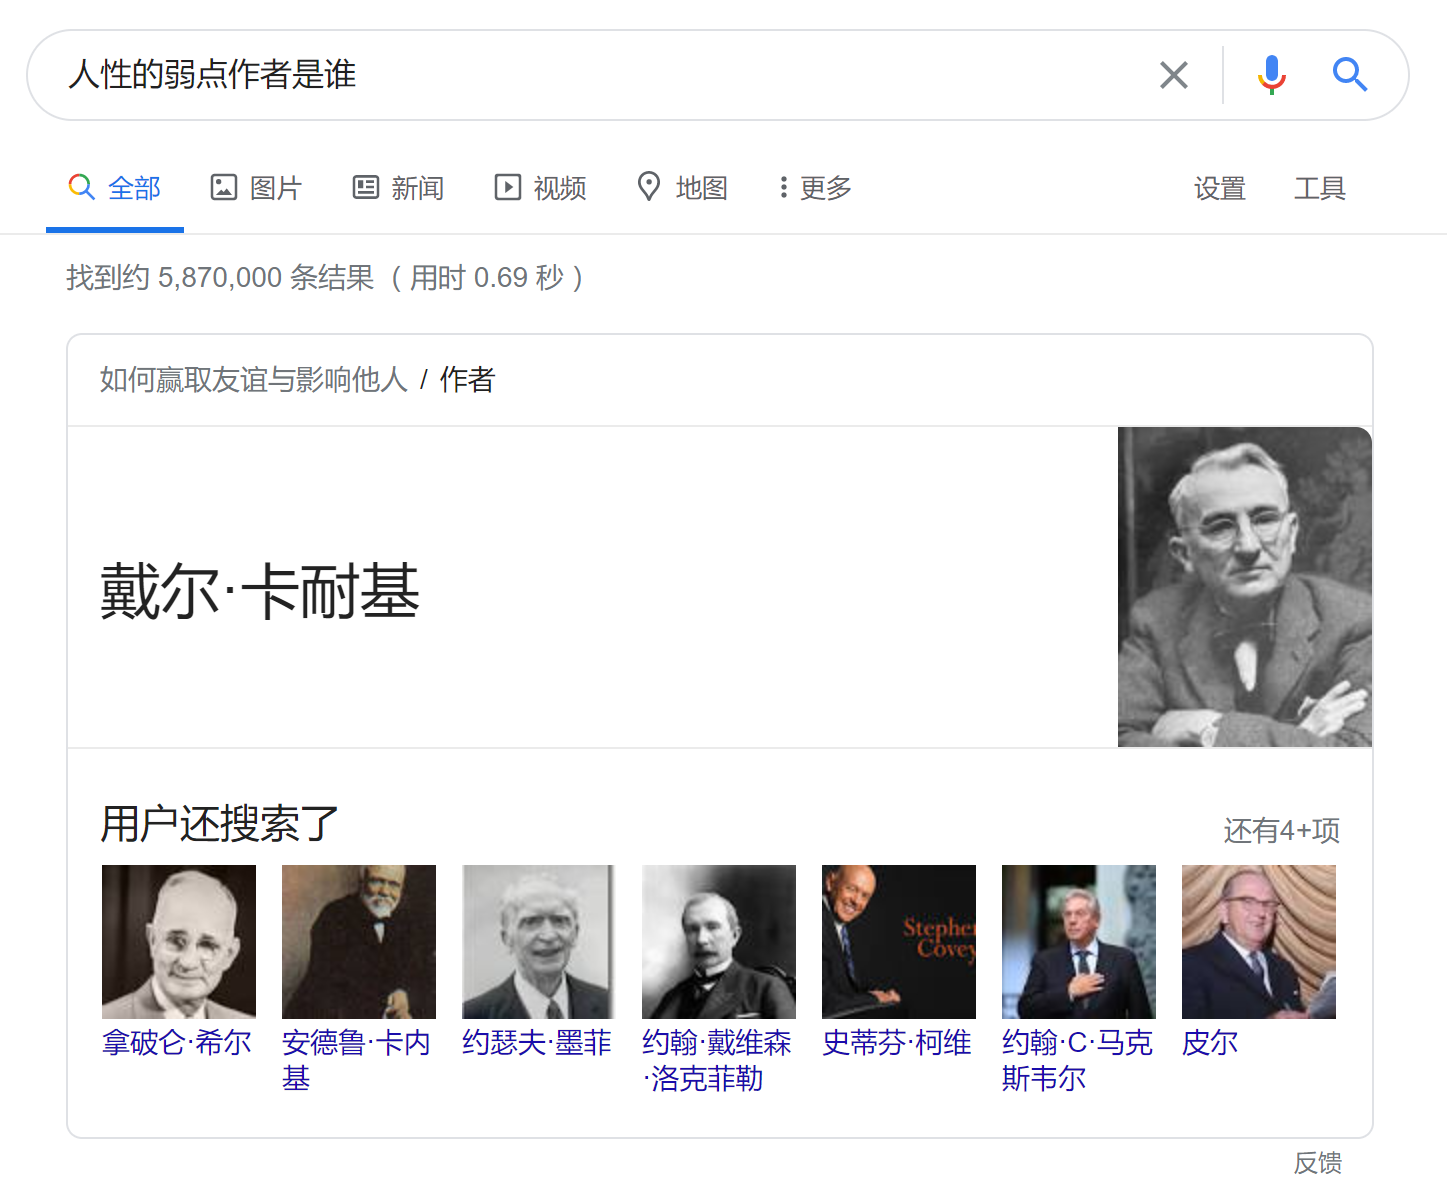 人性的弱点作者是谁
全部 图片 新闻 视频 地图 更多 设置 工具
找到约 5,870,000 条结果 （用时 0.69 秒）
如何赢取友谊与影响他人 / 作者
戴尔·卡耐基
用户还搜索了 还有4+项
Stephen
Covey
拿破仑·希尔
安德鲁·卡内
基
约瑟夫·墨菲
约翰·戴维森
·洛克菲勒
史蒂芬·柯维
约翰·C·马克
斯韦尔
皮尔
反馈